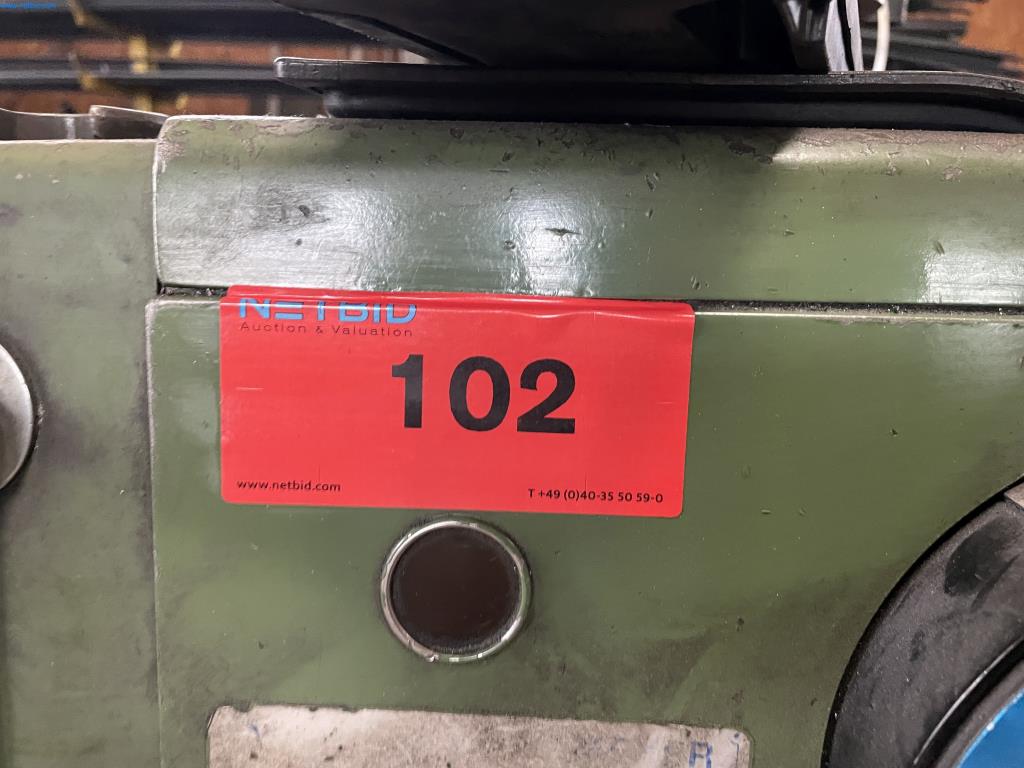 NETBID
Auction & Valuation
102
www.netbid.com
T +49 (0)40-35 50 59-0